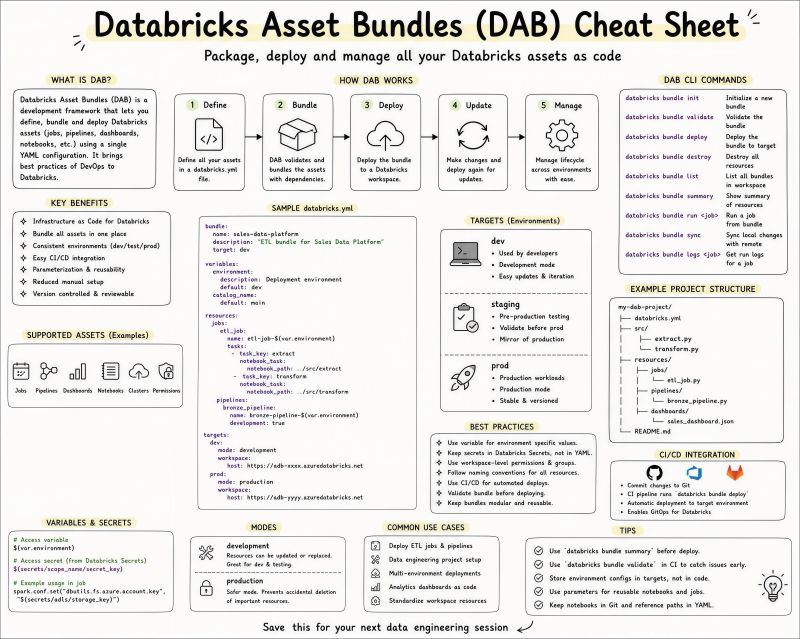 Databricks Asset Bundles (DAB) Cheat Sheet
Package, deploy and manage all your Databricks assets as code
WHAT IS DAB?
Databricks Asset Bundles (DAB) is a
development framework that lets you
define, bundle and deploy Databricks
assets (jobs, pipelines, dashboards,
notebooks, etc.) using a single
YAML configuration. It brings
best practices of DevOps to
Databricks.
HOW DAB WORKS
1 Define
Define all your assets
in a databricks.yml
file.
2 Bundle
DAB validates and
bundles the assets
with dependencies.
3 Deploy
Deploy the bundle
to a Databricks
workspace.
4 Update
Make changes and
deploy again for
updates.
5 Manage
Manage lifecycle
across environments
with ease.
DAB CLI COMMANDS
databricks bundle init Initialize a new
bundle
databricks bundle validate Validate the
bundle
databricks bundle deploy Deploy the
bundle to target
databricks bundle destroy Destroy all
resources
databricks bundle list List all bundles
in workspace
databricks bundle summary Show summary
of resources
databricks bundle run <job> Run a job
from bundle
databricks bundle sync Sync local changes
with remote
databricks bundle logs <job> Get run logs
for a job
KEY BENEFITS
Infrastructure as Code for Databricks
Bundle all assets in one place
Consistent environments (dev/test/prod)
Easy CI/CD integration
Parameterization & reusability
Reduced manual setup
Version controlled & reviewable
SUPPORTED ASSETS (Examples)
Jobs Pipelines Dashboards Notebooks Clusters Permissions
SAMPLE databricks.yml
bundle:
name: sales-data-platform
description: "ETL bundle for Sales Data Platform"
target: dev
variables:
environment:
description: Deployment environment
default: dev
catalog_name:
default: main
resources:
jobs:
etl_job:
name: etl-job-$(var.environment)
tasks:
- task_key: extract
notebook_task:
notebook_path: ../src/extract
- task_key: transform
notebook_task:
notebook_path: ../src/transform
pipelines:
bronze_pipeline:
name: bronze-pipeline-$(var.environment)
development: true
targets:
dev:
mode: development
workspace:
host: https://adb-xxxx.azuredatabricks.net
prod:
mode: production
workspace:
host: https://adb-yyyy.azuredatabricks.net
TARGETS (Environments)
dev
• Used by developers
• Development mode
• Easy updates & iteration
staging
• Pre-production testing
• Validate before prod
• Mirror of production
prod
• Production workloads
• Production mode
• Stable & versioned
EXAMPLE PROJECT STRUCTURE
my-dab-project/
databricks.yml
src/
extract.py
transform.py
resources/
jobs/
etl_job.py
pipelines/
bronze_pipeline.py
dashboards/
sales_dashboard.json
README.md
BEST PRACTICES
Use variable for environment specific values.
Keep secrets in Databricks Secrets, not in YAML.
Use workspace-level permissions & groups.
Follow naming conventions for all resources.
Use CI/CD for automated deploys.
Validate bundle before deploying.
Keep bundles modular and reusable.
CI/CD INTEGRATION
• Commit changes to Git
• CI pipeline runs `databricks bundle deploy`
• Automatic deployment to target environment
• Enables GitOps for Databricks
VARIABLES & SECRETS
# Access variable
$(var.environment)
# Access secret (from Databricks Secrets)
$(secrets/scope_name/secret_key)
# Example usage in job
spark.conf.set("dbutils.fs.azure.account.key",
"$(secrets/adls/storage_key)")
MODES
development
Resources can be updated or replaced.
Great for dev & testing.
production
Safer mode. Prevents accidental deletion
of important resources.
COMMON USE CASES
Deploy ETL jobs & pipelines
Data engineering project setup
Multi-environment deployments
Analytics dashboards as code
Standardize workspace resources
TIPS
Use `databricks bundle summary` before deploy.
Use `databricks bundle validate` in CI to catch issues early.
Store environment configs in targets, not in code.
Use parameters for reusable notebooks and jobs.
Keep notebooks in Git and reference paths in YAML.
Save this for your next data engineering session